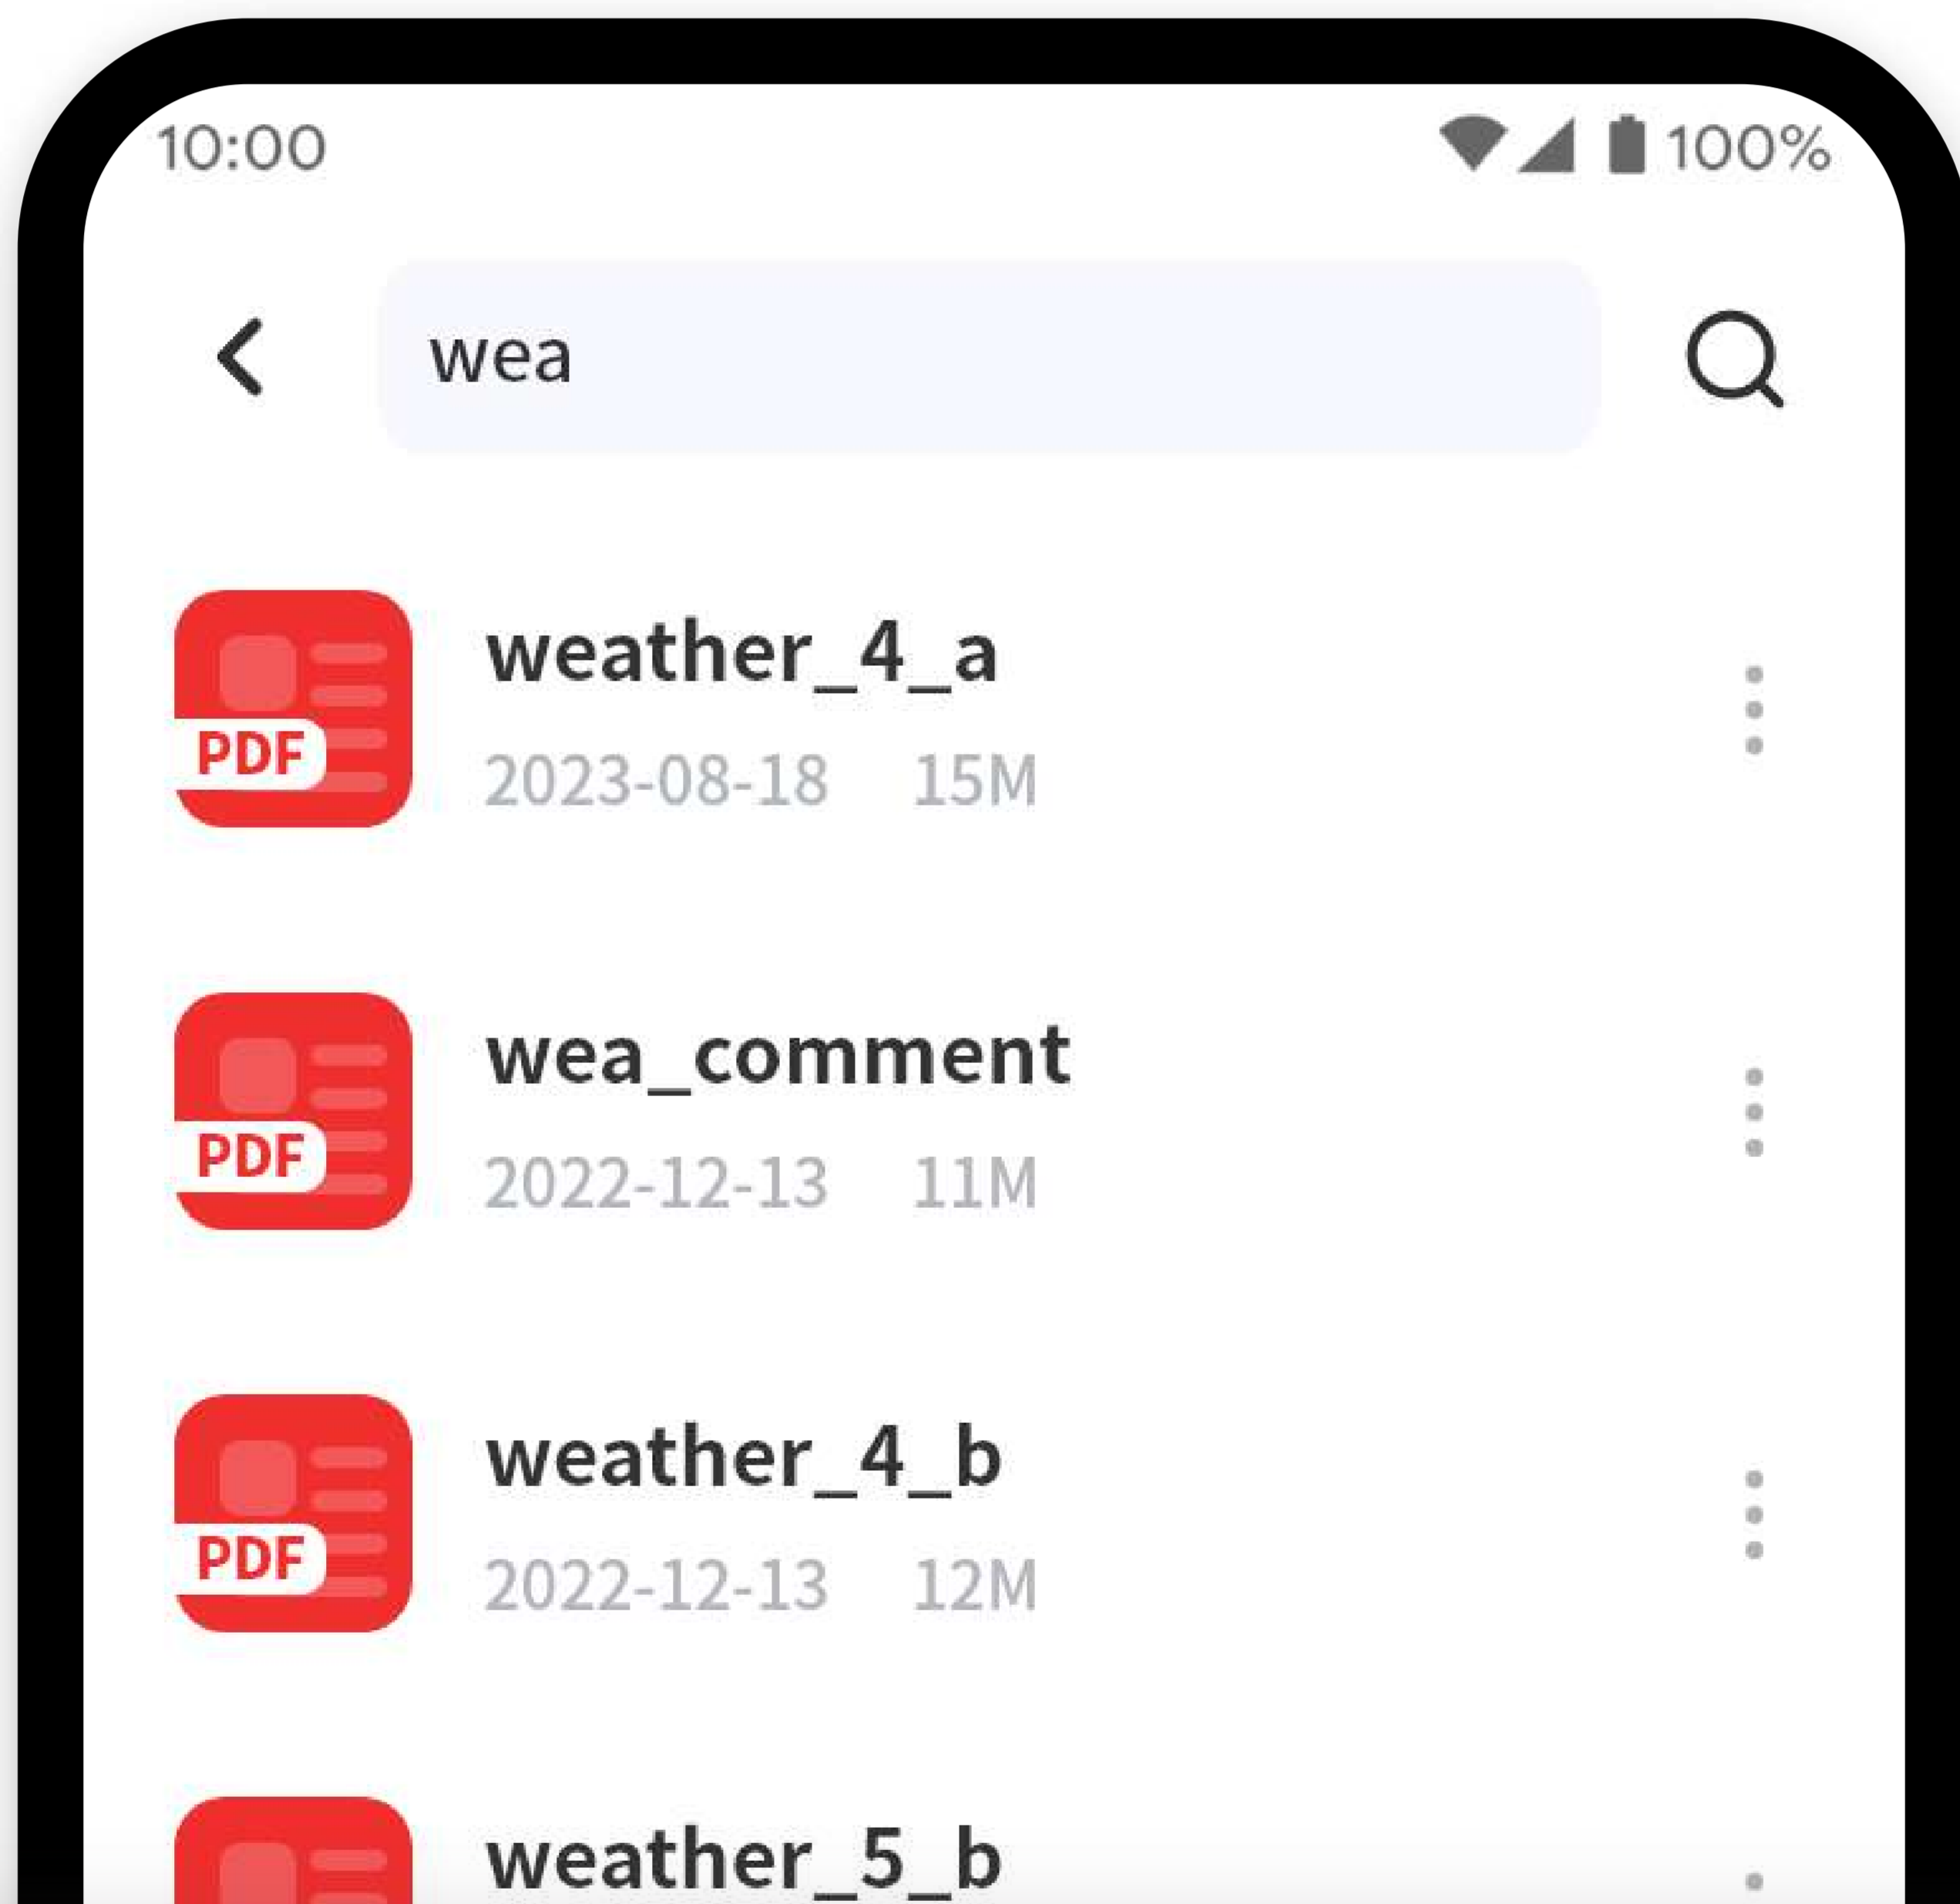 10:00 100%
wea
weather_4_a
PDF
2023-08-18 15M
wea_comment
PDF
2022-12-13 11M
weather_4_b
PDF
2022-12-13 12M
weather_5_b